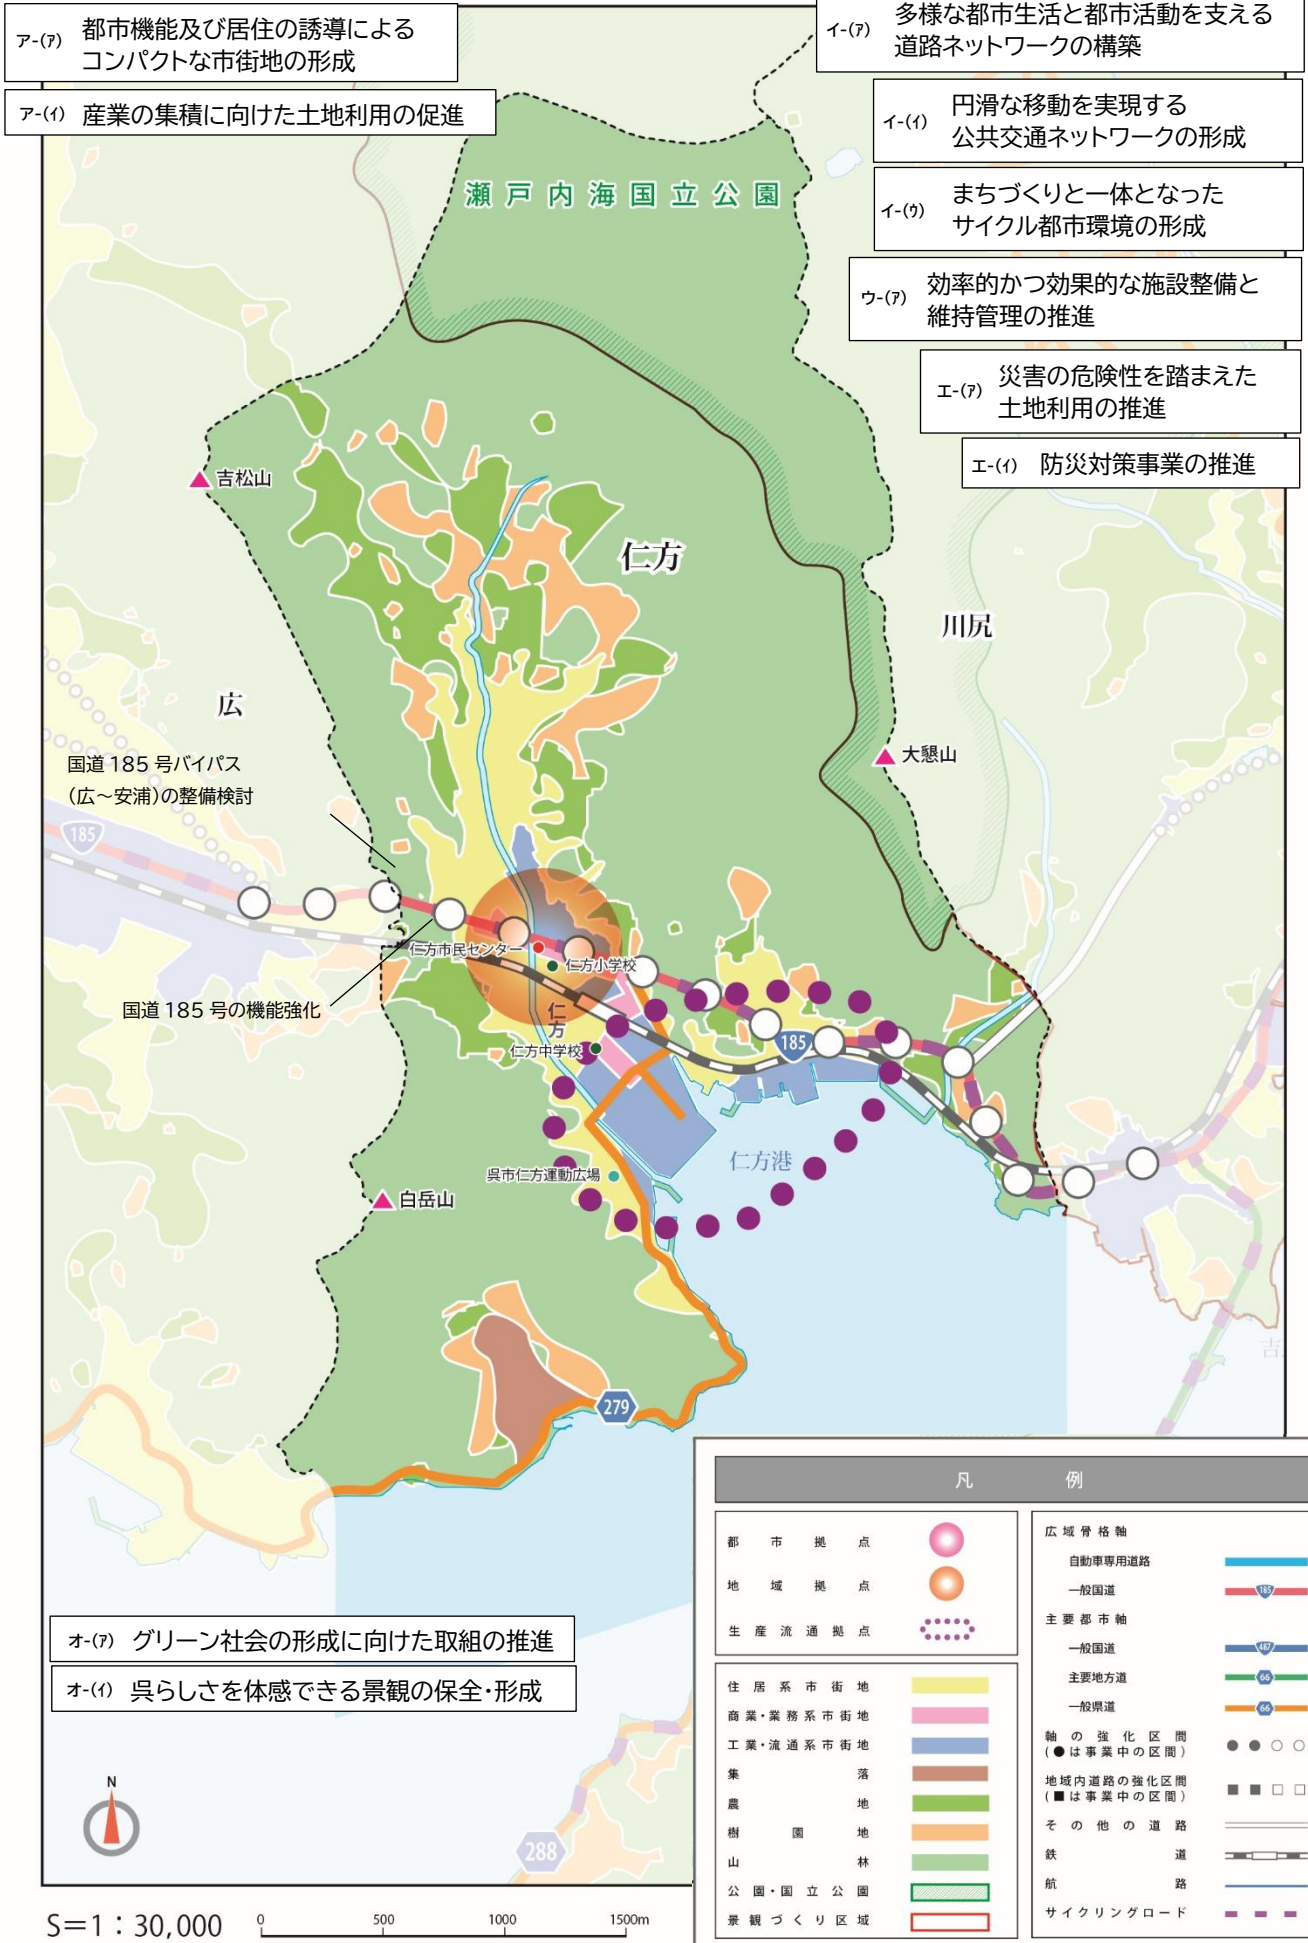 ア-(ア) 都市機能及び居住の誘導による
コンパクトな市街地の形成
ア-(イ) 産業の集積に向けた土地利用の促進
イ-(ア) 多様な都市生活と都市活動を支える
道路ネットワークの構築
イ-(イ) 円滑な移動を実現する
公共交通ネットワークの形成
イ-(ウ) まちづくりと一体となった
サイクル都市環境の形成
ウ-(ア) 効率的かつ効果的な施設整備と
維持管理の推進
エ-(ア) 災害の危険性を踏まえた
土地利用の推進
エ-(イ) 防災対策事業の推進
瀬戸内海国立公園
吉松山
仁方
川尻
広
大懇山
国道185号バイパス
(広~安浦)の整備検討
185
仁方市民センター
仁方小学校
国道185号の機能強化
仁方
仁方中学校
185
仁方港
呉市仁方運動広場
白岳山
吉
279
オ-(ア) グリーン社会の形成に向けた取組の推進
オ-(イ) 呉らしさを体感できる景観の保全・形成
N
288
S=1:30,000
0 500 1000 1500m
凡例
都市拠点
地域拠点
生産流通拠点
住居系市街地
商業・業務系市街地
工業・流通系市街地
集落
農地
樹園地
山林
公園・国立公園
景観づくり区域
広域骨格軸
自動車専用道路
一般国道 185
主要都市軸
一般国道 487
主要地方道 66
一般県道 66
軸の強化区間
(●は事業中の区間) ●●○○
地域内道路の強化区間
(■は事業中の区間) ■■□□
その他の道路
鉄道
航路
サイクリングロード